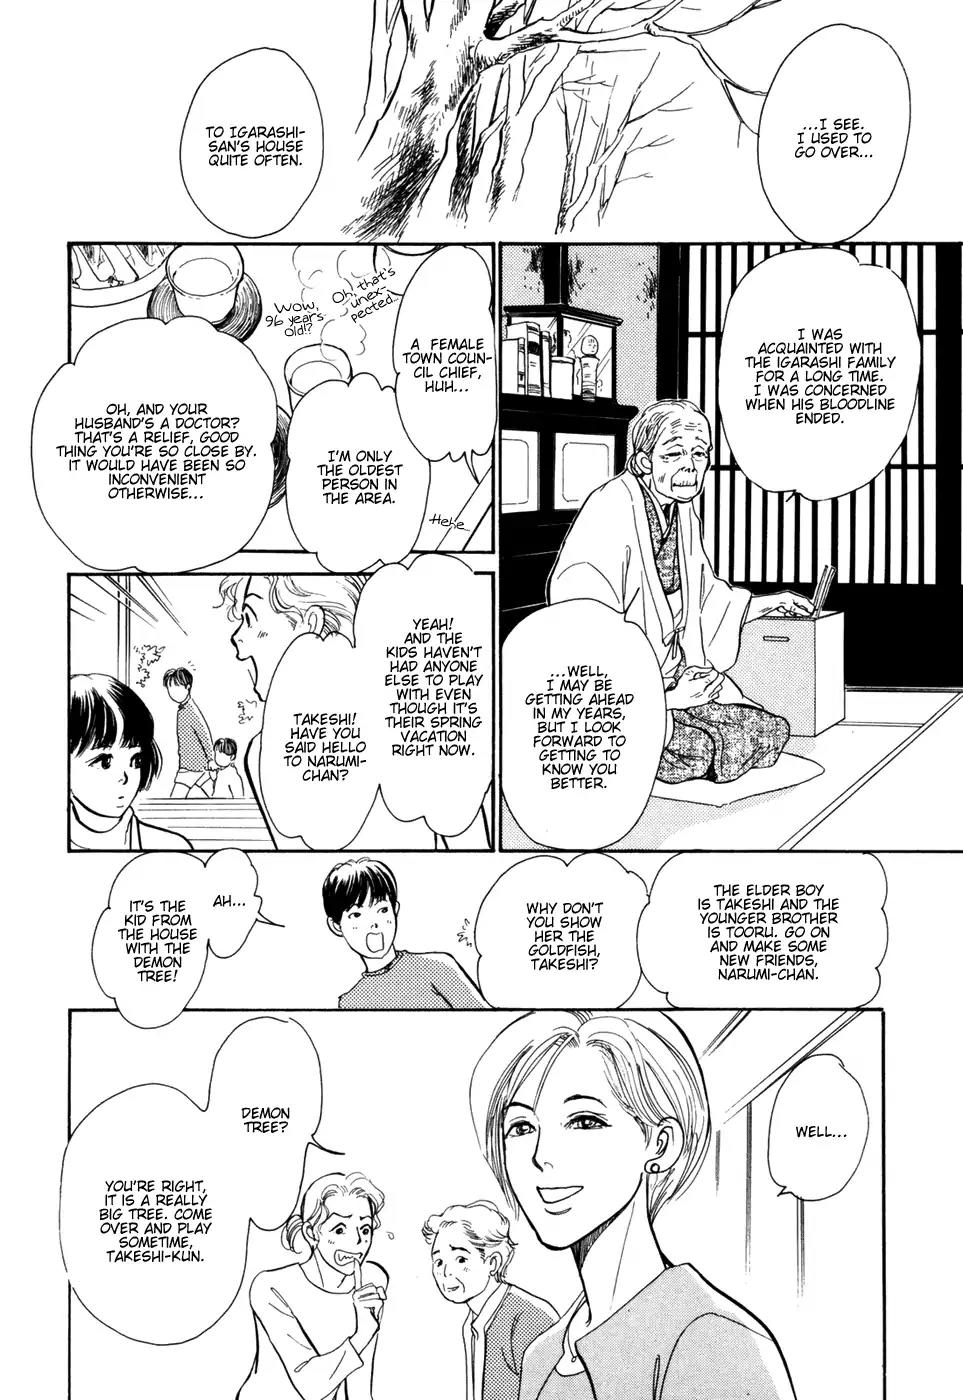 ...I SEE.
I USED TO
GO OVER...
TO IGARASHI-
SAN'S HOUSE
QUITE OFTEN.
I WAS
ACQUAINTED WITH
THE IGARASHI FAMILY
FOR A LONG TIME.
I WAS CONCERNED
WHEN HIS BLOODLINE
ENDED.
...WELL,
I MAY BE
GETTING AHEAD
IN MY YEARS,
BUT I LOOK
FORWARD TO
GETTING TO
KNOW YOU
BETTER.
Oh, that's
unex-
pected...
Wow,
96 years
old!?
A FEMALE
TOWN COUN-
CIL CHIEF,
HUH...
I'M ONLY
THE OLDEST
PERSON IN
THE AREA.
Hehe...
OH, AND YOUR
HUSBAND'S A DOCTOR?
THAT'S A RELIEF, GOOD
THING YOU'RE SO CLOSE BY.
IT WOULD HAVE BEEN SO
INCONVENIENT
OTHERWISE...
YEAH!
AND THE
KIDS HAVEN'T
HAD ANYONE
ELSE TO PLAY
WITH EVEN
THOUGH IT'S
THEIR SPRING
VACATION
RIGHT NOW.
TAKESHI!
HAVE YOU
SAID HELLO
TO NARUMI-
CHAN?
THE ELDER BOY
IS TAKESHI AND THE
YOUNGER BROTHER
IS TOORU. GO ON
AND MAKE SOME
NEW FRIENDS,
NARUMI-CHAN.
WHY DON'T
YOU SHOW
HER THE
GOLDFISH,
TAKESHI?
AH...
IT'S THE
KID FROM
THE HOUSE
WITH THE
DEMON
TREE!
WELL...
DEMON
TREE?
YOU'RE RIGHT,
IT IS A REALLY
BIG TREE. COME
OVER AND PLAY
SOMETIME,
TAKESHI-KUN.